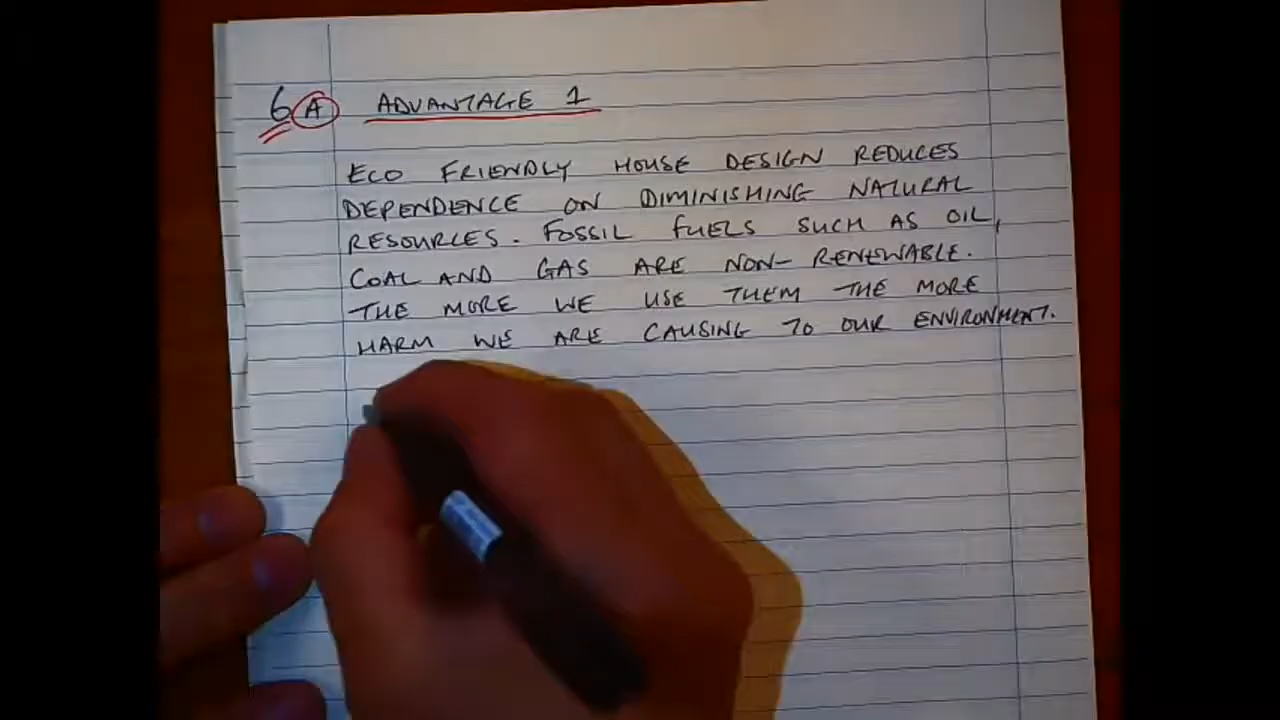 6 A ADVANTAGE 1
ECO FRIENDLY HOUSE DESIGN REDUCES
DEPENDENCE ON DIMINISHING NATURAL
RESOURCES. FOSSIL FUELS SUCH AS OIL,
COAL AND GAS ARE NON-RENEWABLE.
THE MORE WE USE THEM THE MORE
HARM WE ARE CAUSING TO OUR ENVIRONMENT.